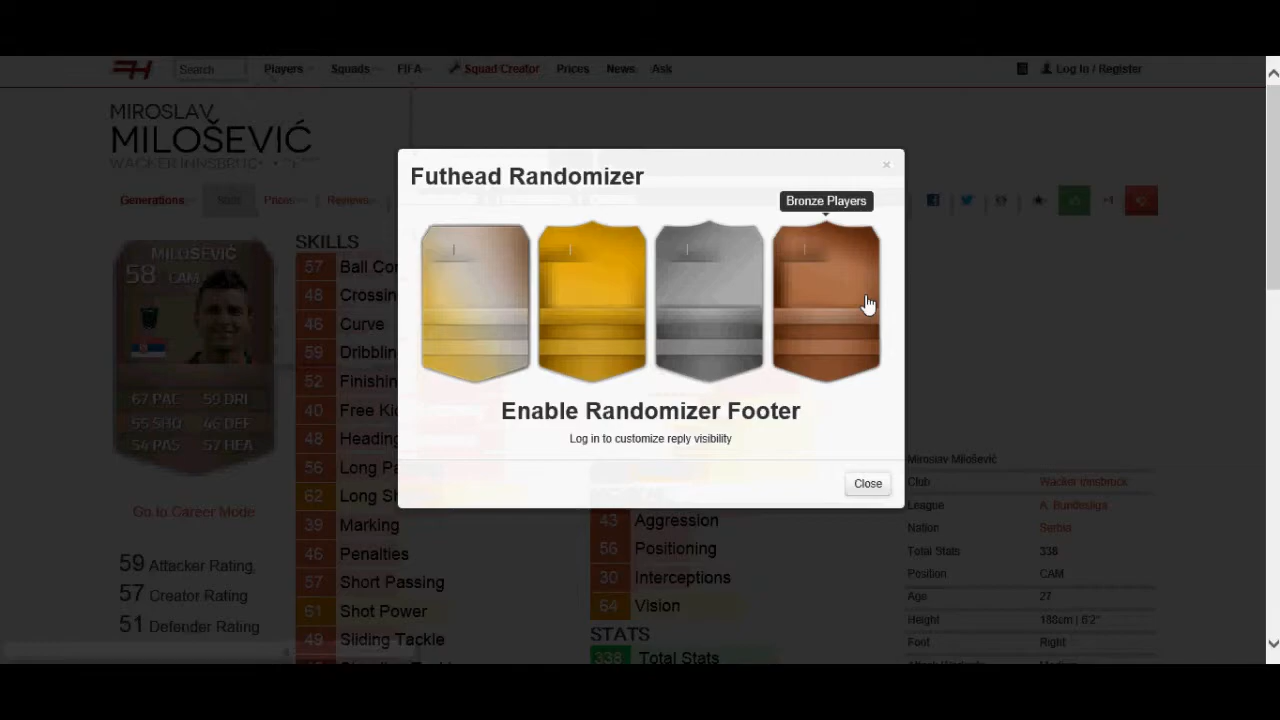 Search
Players
Squads
FIFA
Squad Creator
Prices
News
Ask
Log In / Register
MIROSLAV
MILOŠEVIĆ
WACKER INNSBRUCK
Generations
Reviews
Futhead Randomizer
×
Bronze Players
Enable Randomizer Footer
Log in to customize reply visibility
Close
MILOŠEVIĆ
58 CAM
67 PAC 59 DRI
55 SHO 46 DEF
54 PAS 57 HEA
Go to Career Mode
59 Attacker Rating
57 Creator Rating
51 Defender Rating
SKILLS
57 Ball Con
48 Crossing
46 Curve
59 Dribbling
52 Finishin
40 Free Ki
48 Heading
56 Long Pa
62 Long Sh
39 Marking
46 Penalties
57 Short Passing
61 Shot Power
49 Sliding Tackle
43 Aggression
56 Positioning
30 Interceptions
64 Vision
STATS
338 Total Stats
Miroslav Milošević
Club Wacker Innsbruck
League A. Bundesliga
Nation Serbia
Total Stats 338
Position CAM
Age 27
Height 188cm | 6'2"
Foot Right